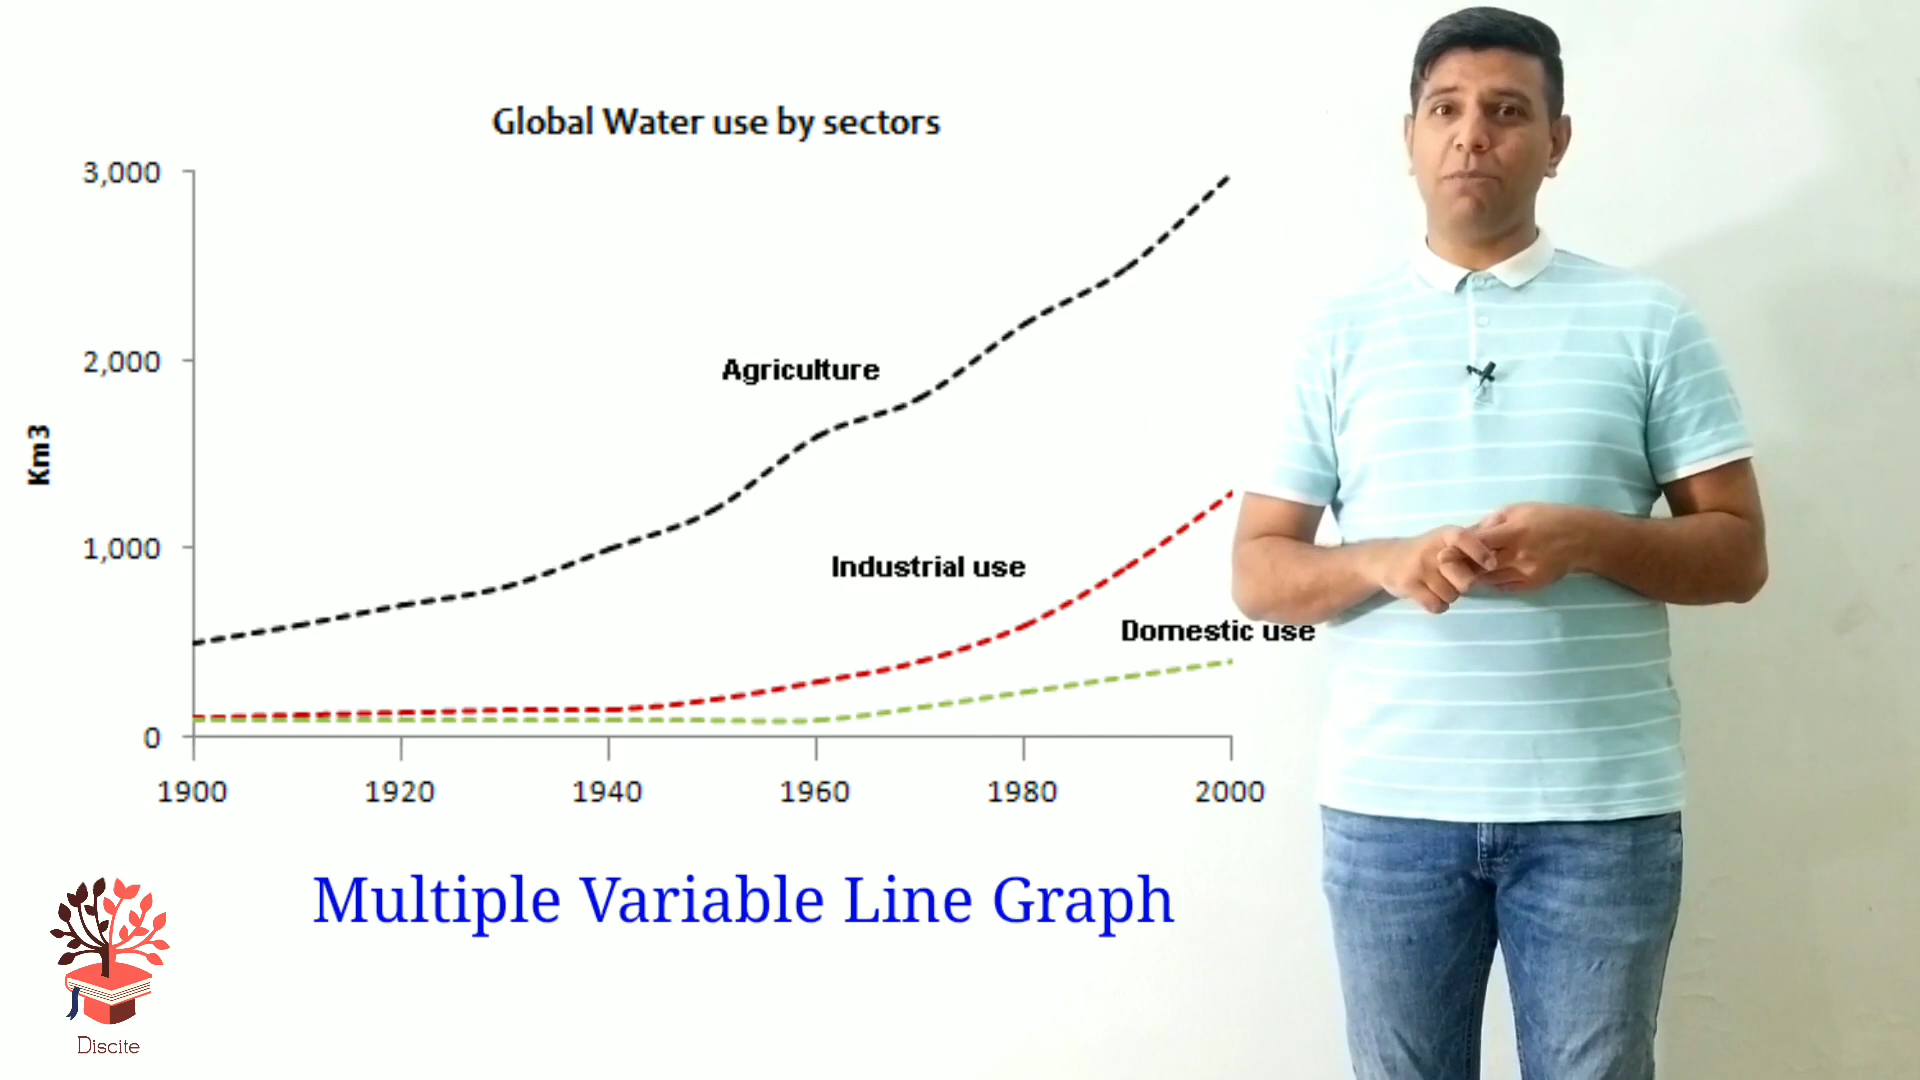 Global Water use by sectors
3,000
2,000
1,000
0
Km3
Agriculture
Industrial use
Domestic use
1900 1920 1940 1960 1980 2000
Multiple Variable Line Graph
Discite